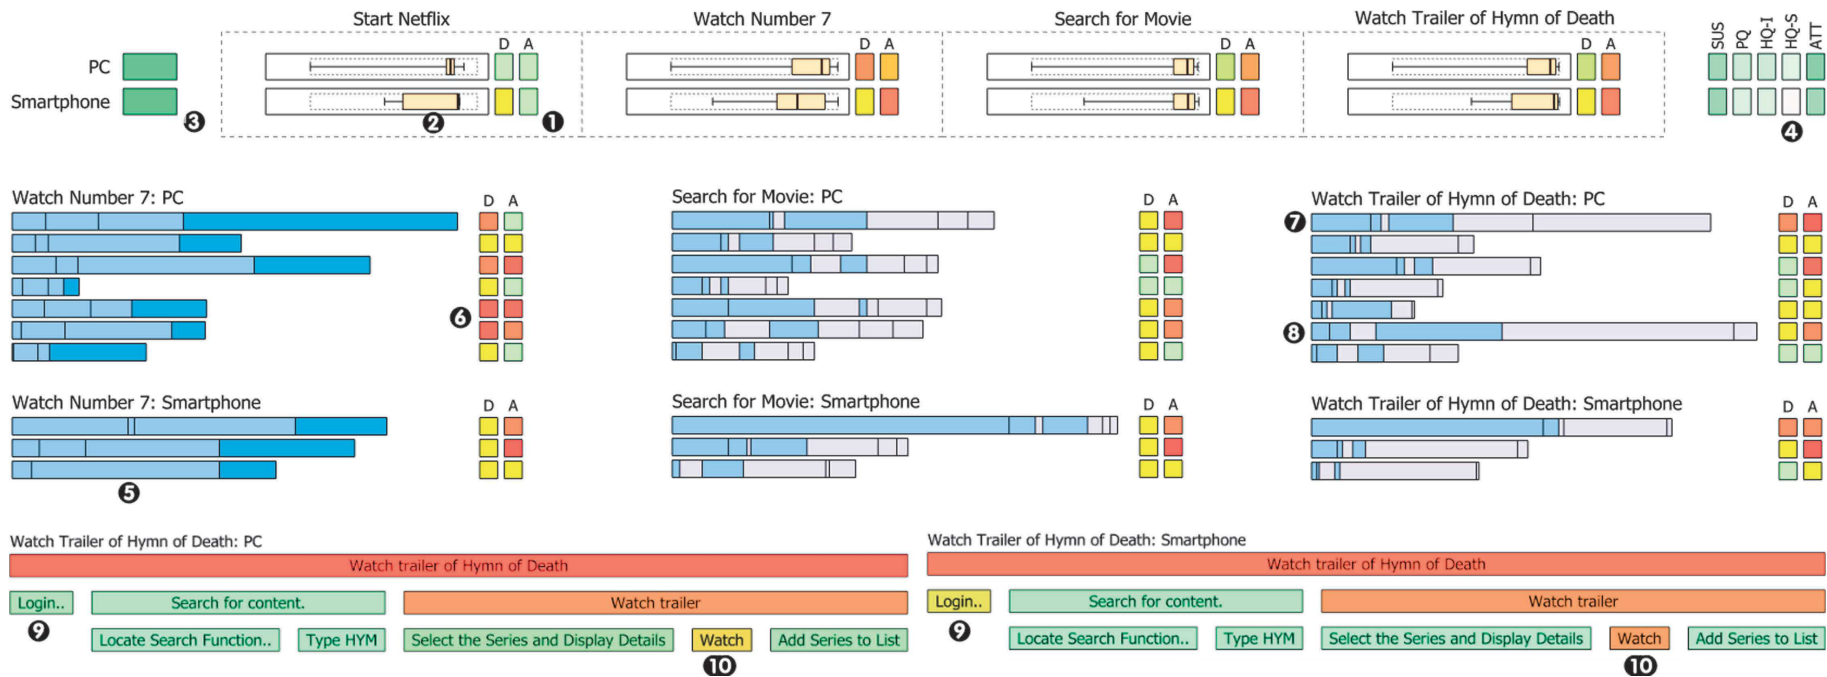 Start Netflix
Watch Number 7
Search for Movie
Watch Trailer of Hymn of Death
D A
D A
D A
D A
SUS
PQ
HQ-I
HQ-S
ATT
PC
Smartphone
3
2
1
4
Watch Number 7: PC
D A
6
Search for Movie: PC
D A
Watch Trailer of Hymn of Death: PC
D A
7
8
Watch Number 7: Smartphone
D A
5
Search for Movie: Smartphone
D A
Watch Trailer of Hymn of Death: Smartphone
D A
Watch Trailer of Hymn of Death: PC
Watch trailer of Hymn of Death
Login..
Search for content.
Watch trailer
9
Locate Search Function..
Type HYM
Select the Series and Display Details
Watch
Add Series to List
10
Watch Trailer of Hymn of Death: Smartphone
Watch trailer of Hymn of Death
Login..
Search for content.
Watch trailer
9
Locate Search Function..
Type HYM
Select the Series and Display Details
Watch
Add Series to List
10